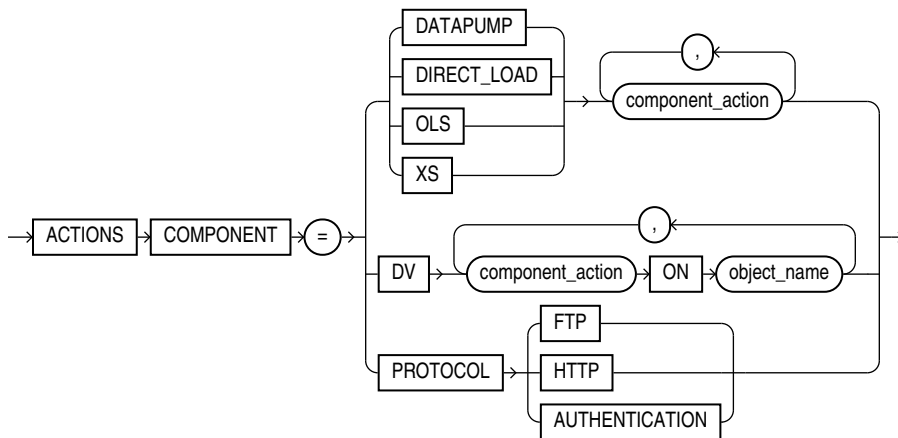 DATAPUMP
,
DIRECT_LOAD
component_action
OLS
XS
ACTIONS COMPONENT =
,
DV component_action ON object_name
FTP
PROTOCOL HTTP
AUTHENTICATION